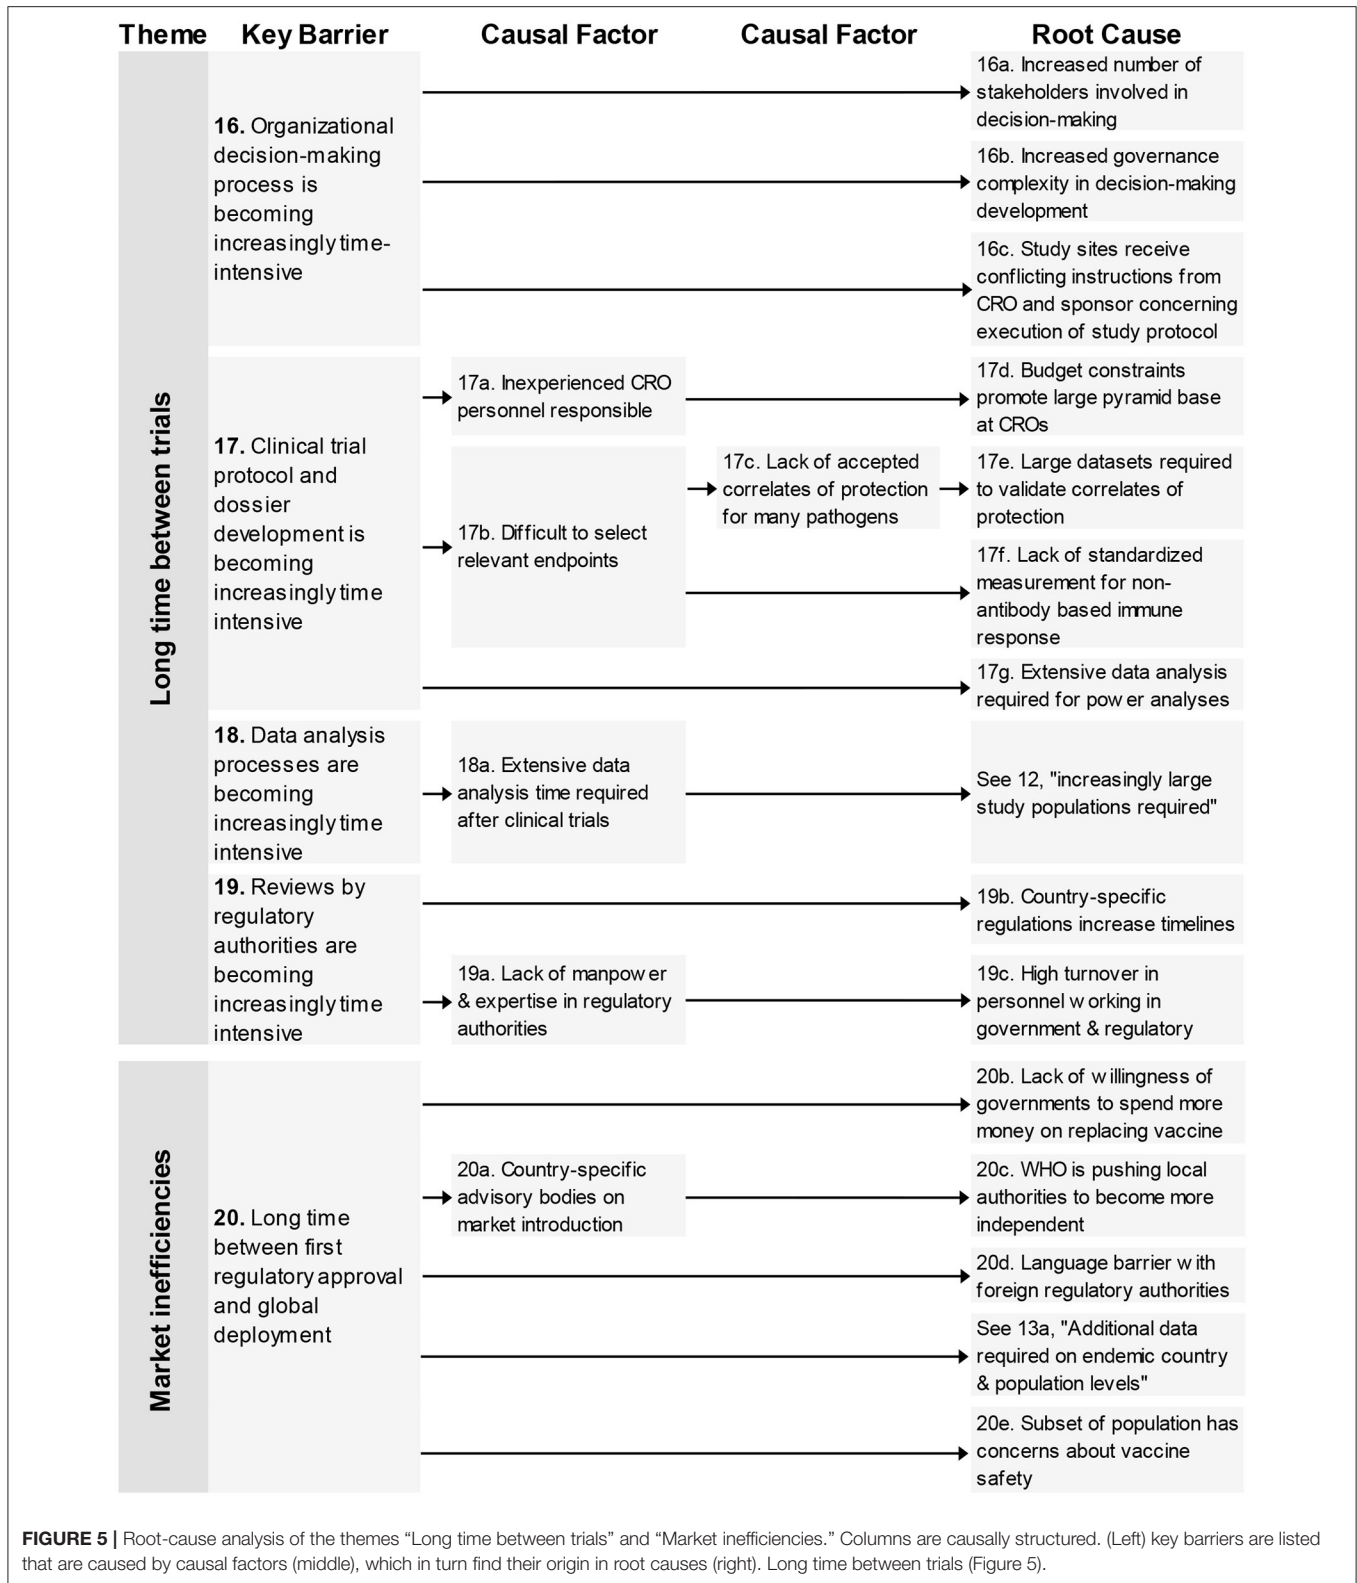 Theme Key Barrier Causal Factor Causal Factor Root Cause
Long time between trials
16. Organizational
decision-making
process is
becoming
increasingly time-
intensive
16a. Increased number of
stakeholders involved in
decision-making
16b. Increased governance
complexity in decision-making
development
16c. Study sites receive
conflicting instructions from
CRO and sponsor concerning
execution of study protocol
17. Clinical trial
protocol and
dossier
development is
becoming
increasingly time
intensive
17a. Inexperienced CRO
personnel responsible
17d. Budget constraints
promote large pyramid base
at CROs
17b. Difficult to select
relevant endpoints
17c. Lack of accepted
correlates of protection
for many pathogens
17e. Large datasets required
to validate correlates of
protection
17f. Lack of standardized
measurement for non-
antibody based immune
response
17g. Extensive data analysis
required for power analyses
18. Data analysis
processes are
becoming
increasingly time
intensive
18a. Extensive data
analysis time required
after clinical trials
See 12, "increasingly large
study populations required"
19. Reviews by
regulatory
authorities are
becoming
increasingly time
intensive
19b. Country-specific
regulations increase timelines
19a. Lack of manpower
& expertise in regulatory
authorities
19c. High turnover in
personnel working in
government & regulatory
Market inefficiencies
20. Long time
between first
regulatory approval
and global
deployment
20b. Lack of willingness of
governments to spend more
money on replacing vaccine
20a. Country-specific
advisory bodies on
market introduction
20c. WHO is pushing local
authorities to become more
independent
20d. Language barrier with
foreign regulatory authorities
See 13a, "Additional data
required on endemic country
& population levels"
20e. Subset of population has
concerns about vaccine
safety
FIGURE 5 | Root-cause analysis of the themes “Long time between trials” and “Market inefficiencies.” Columns are causally structured. (Left) key barriers are listed
that are caused by causal factors (middle), which in turn find their origin in root causes (right). Long time between trials (Figure 5).